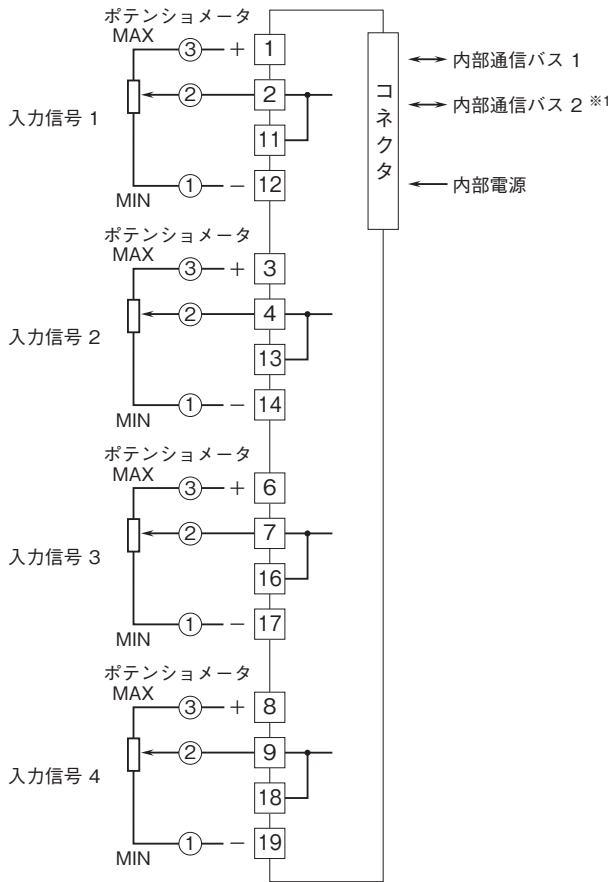 ポテンショメータ
MAX
③ + 1
② 2
入力信号 1
11
① − 12
MIN
ポテンショメータ
MAX
③ + 3
② 4
入力信号 2
13
① − 14
MIN
ポテンショメータ
MAX
③ + 6
② 7
入力信号 3
16
① − 17
MIN
ポテンショメータ
MAX
③ + 8
② 9
入力信号 4
18
① − 19
MIN
コネクタ
内部通信バス 1
内部通信バス 2 ※1
内部電源